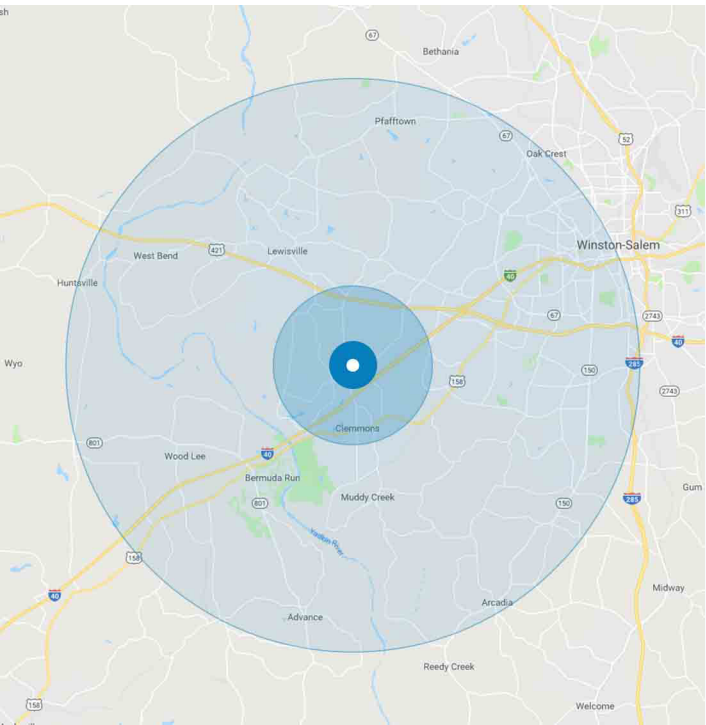 sh
67
Bethania
Pfafftown
67
52
Oak Crest
311
421
West Bend
Lewisville
Winston-Salem
40
Huntsville
67
2743
40
Wyo
285
150
158
2743
801
Clemmons
Wood Lee
40
Bermuda Run
Gum
Muddy Creek
801
150
285
Yadkin River
158
Midway
40
Arcadia
Advance
Reedy Creek
158
Welcome